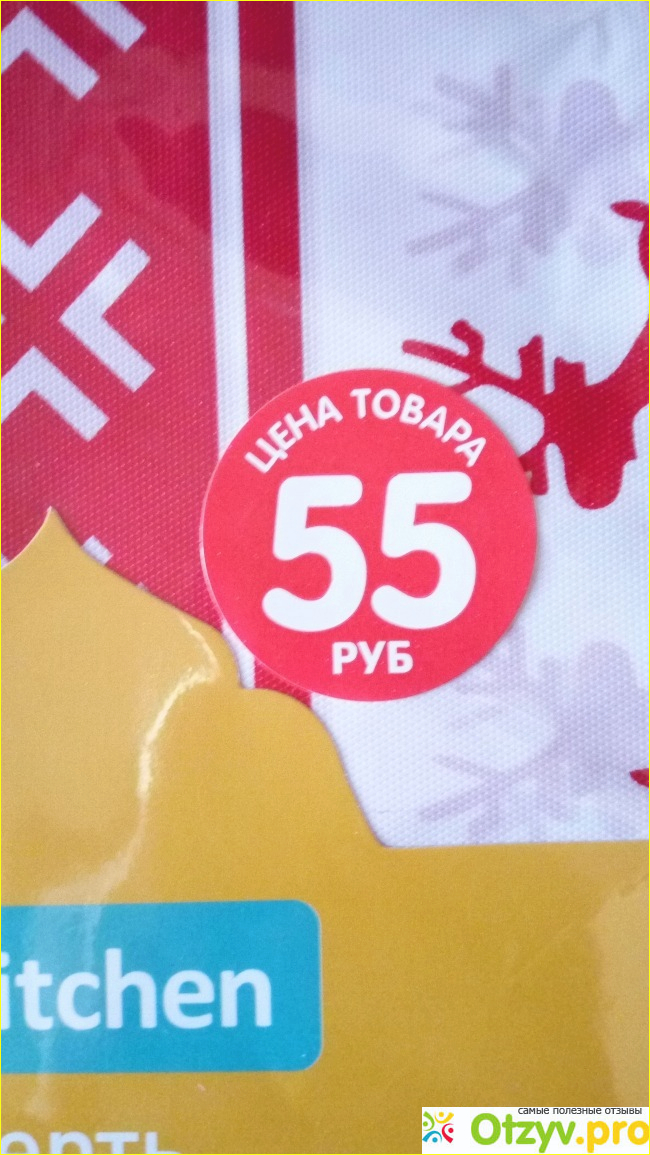 ЦЕНА ТОВАРА
55
РУБ
itchen
самые полезные отзывы
Otzyv.pro